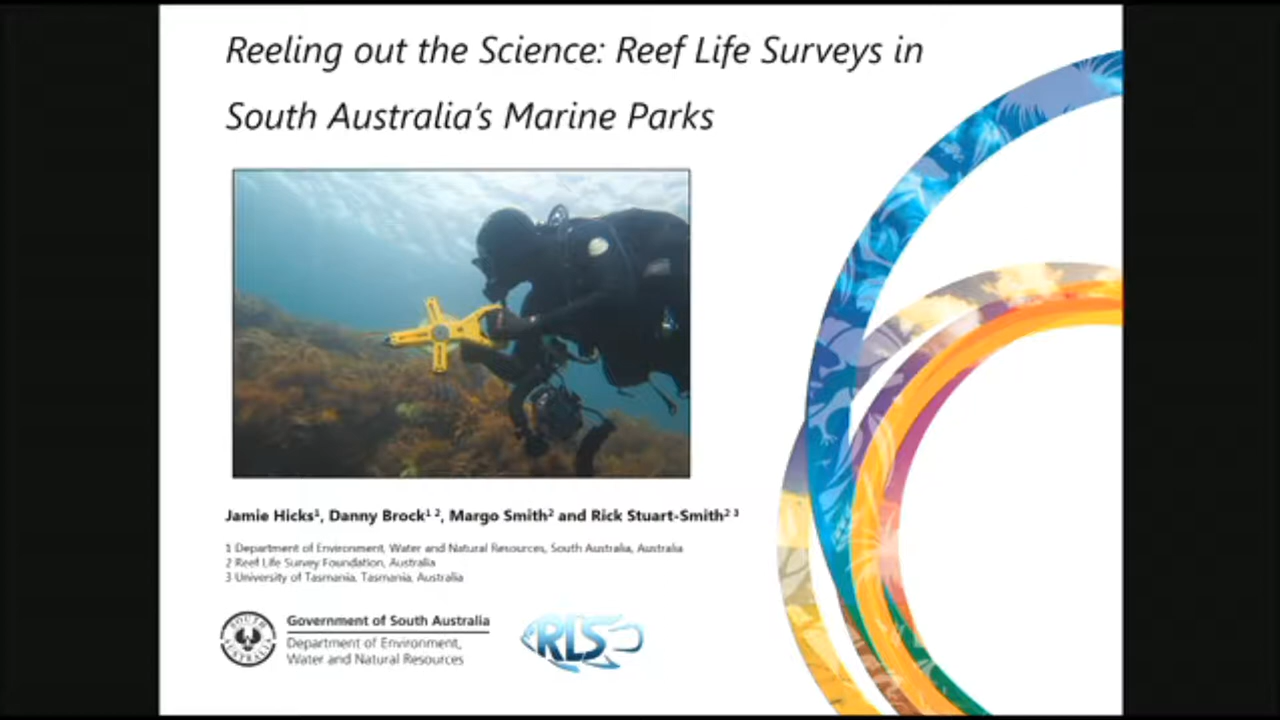 Reeling out the Science: Reef Life Surveys in
South Australia's Marine Parks
Jamie Hicks¹, Danny Brock¹ ², Margo Smith² and Rick Stuart-Smith² ³
1 Department of Environment, Water and Natural Resources, South Australia, Australia
2 Reef Life Survey Foundation, Australia
3 University of Tasmania, Tasmania, Australia
SOUTH
AUSTRALIA
Government of South Australia
Department of Environment,
Water and Natural Resources
RLS